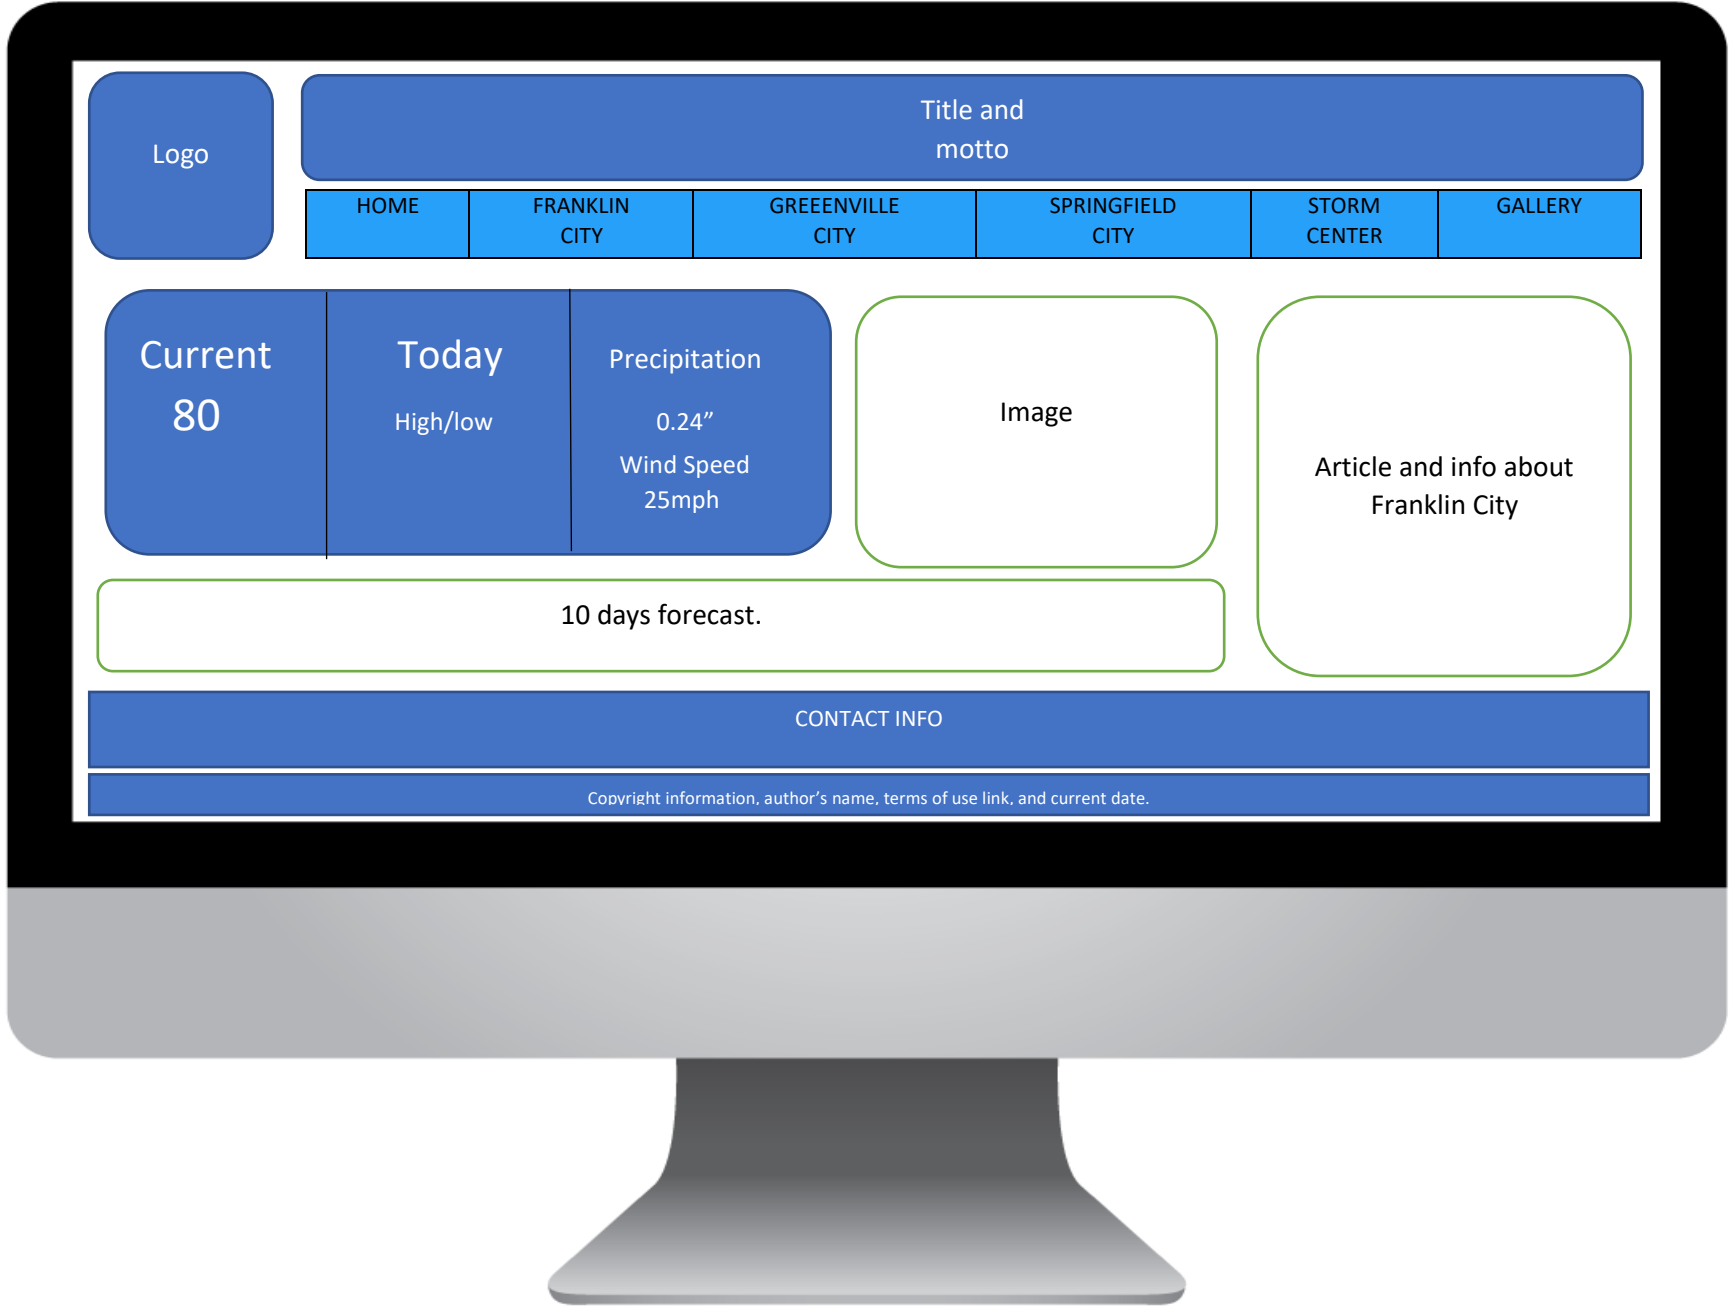 Logo
Title and
motto
HOME
FRANKLIN
CITY
GREEENVILLE
CITY
SPRINGFIELD
CITY
STORM
CENTER
GALLERY
Current
80
Today
High/low
Precipitation
0.24”
Wind Speed
25mph
Image
Article and info about
Franklin City
10 days forecast.
CONTACT INFO
Copyright information, author’s name, terms of use link, and current date.